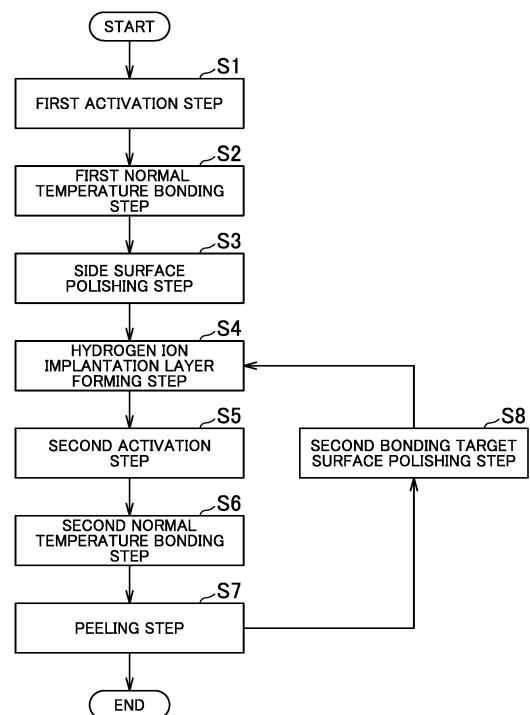 START
S1
FIRST ACTIVATION STEP
S2
FIRST NORMAL
TEMPERATURE BONDING
STEP
S3
SIDE SURFACE
POLISHING STEP
S4
HYDROGEN ION
IMPLANTATION LAYER
FORMING STEP
S5
SECOND ACTIVATION
STEP
S8
SECOND BONDING TARGET
SURFACE POLISHING STEP
S6
SECOND NORMAL
TEMPERATURE BONDING
STEP
S7
PEELING STEP
END